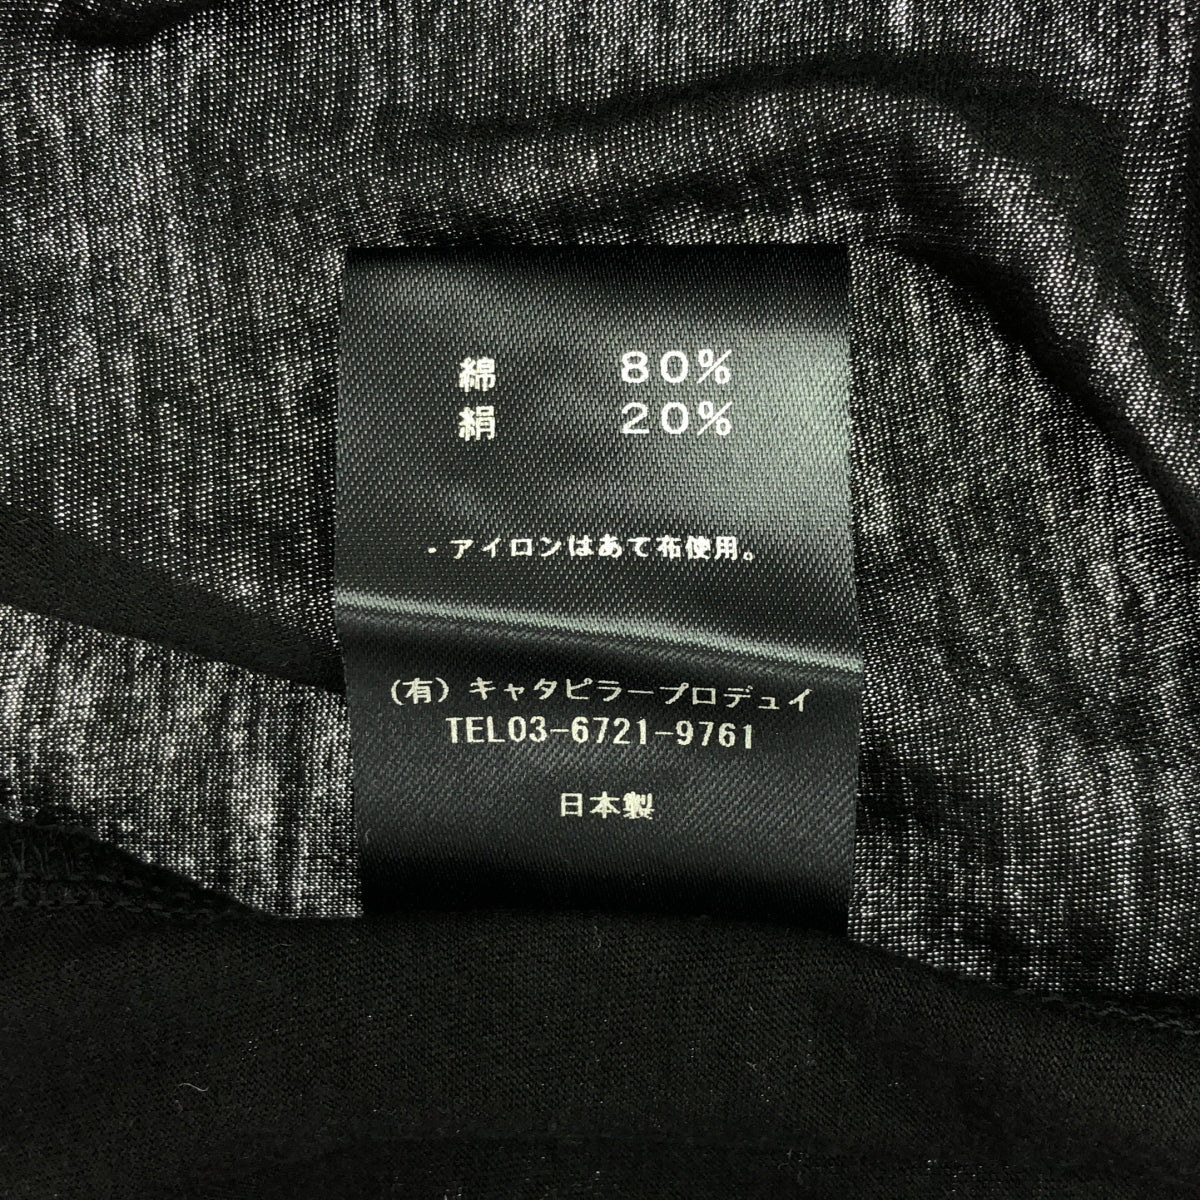 綿 80%
絹 20%
・アイロンはあて布使用。
(有)キャタピラープロデュイ
TEL03-6721-9761
日本製